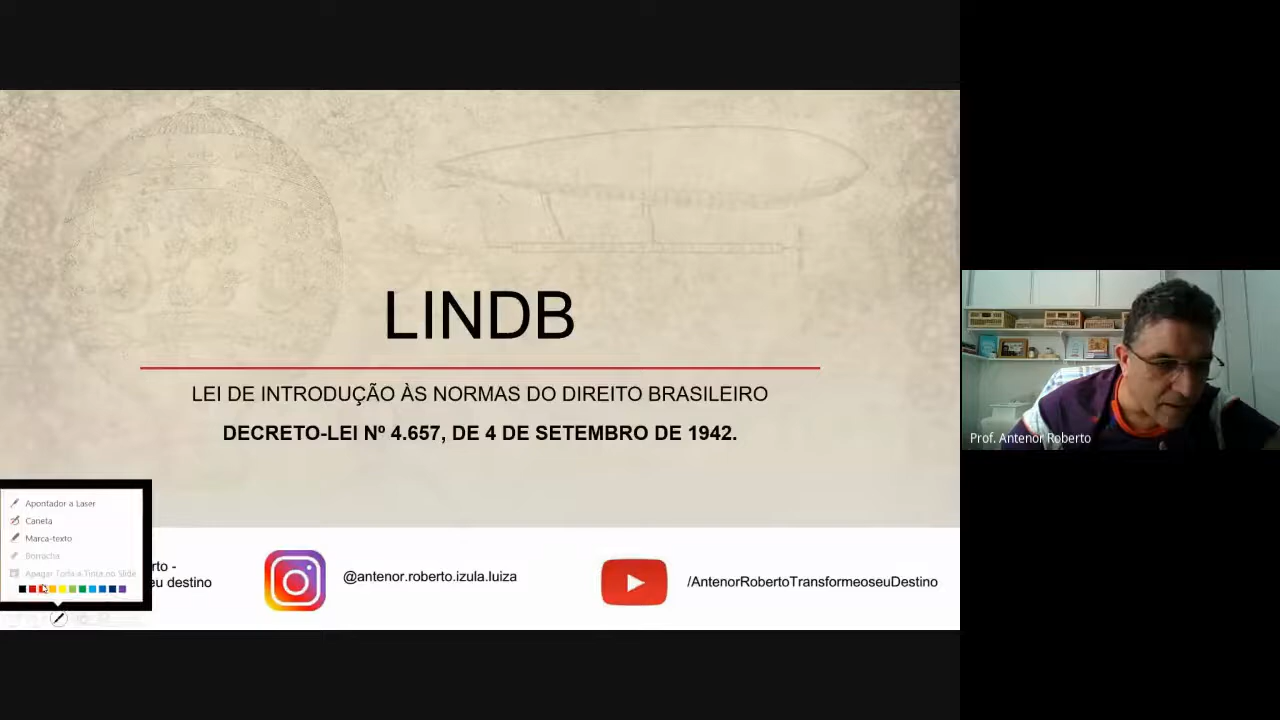 LINDB
LEI DE INTRODUÇÃO ÀS NORMAS DO DIREITO BRASILEIRO
DECRETO-LEI Nº 4.657, DE 4 DE SETEMBRO DE 1942.
Prof. Antenor Roberto
Apontador a Laser
Caneta
Marca-texto
Borracha
Apagar Toda a Tinta no Slide
rto -
eu destino
@antenor.roberto.izula.luiza
/AntenorRobertoTransformeoseuDestino